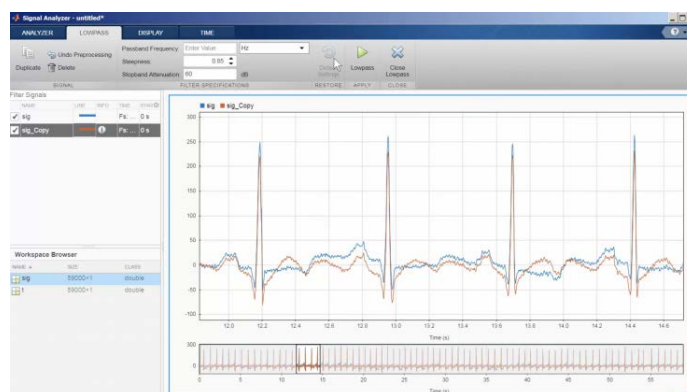 Signal Analyzer - untitled*
ANALYZER LOWPASS DISPLAY TIME
Duplicate
Undo Preprocessing
Delete
Passband Frequency Enter Value Hz
Steepness 0.85
Stopband Attenuation 60 dB
Lowpass
Close Lowpass
SIGNAL FILTER SPECIFICATIONS RESTORE APPLY CLOSE
Filter Signals
NAME LINE INFO TIME
sig Fs: ... 0 s
sig_Copy Fs: ... 0 s
Workspace Browser
NAME SIZE CLASS
sig 59000×1 double
t 59000×1 double
sig sig_Copy
300
250
200
150
100
50
0
-50
-100
12.0 12.2 12.4 12.6 12.8 13.0 13.2 13.4 13.6 13.8 14.0 14.2 14.4 14.6
Time (s)
300
0
0 5 10 15 20 25 30 35 40 45 50 55
Time (s)